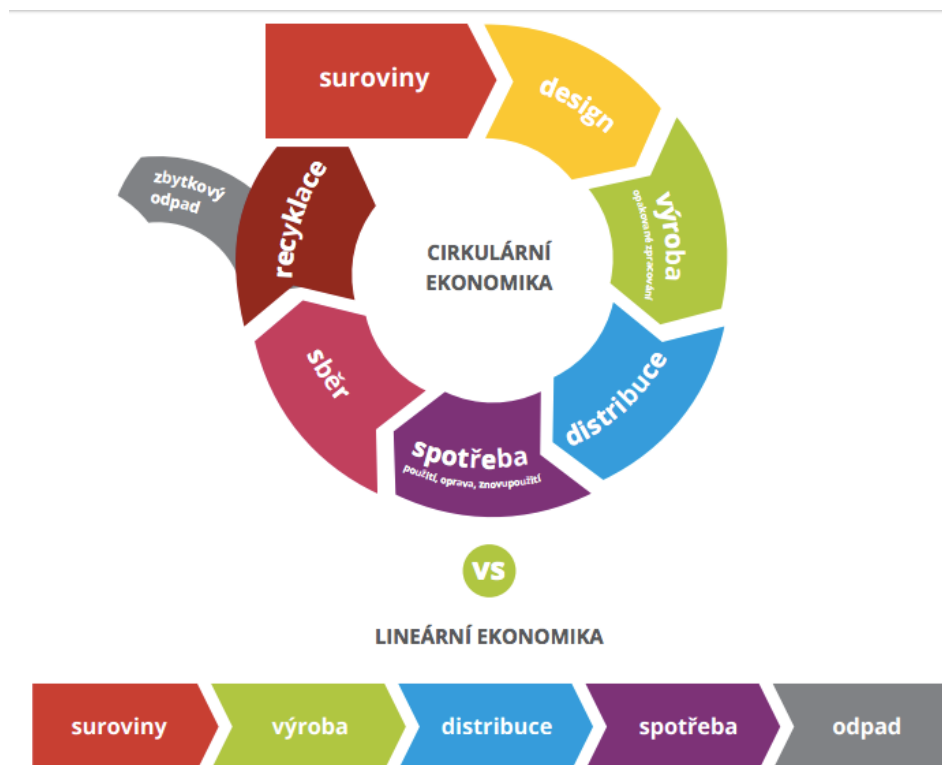 suroviny
design
výroba
opakované zpracování
distribuce
spotřeba
použití, oprava, znovupoužití
sběr
recyklace
zbytkový
odpad
CIRKULÁRNÍ
EKONOMIKA
vs
LINEÁRNÍ EKONOMIKA
suroviny
výroba
distribuce
spotřeba
odpad